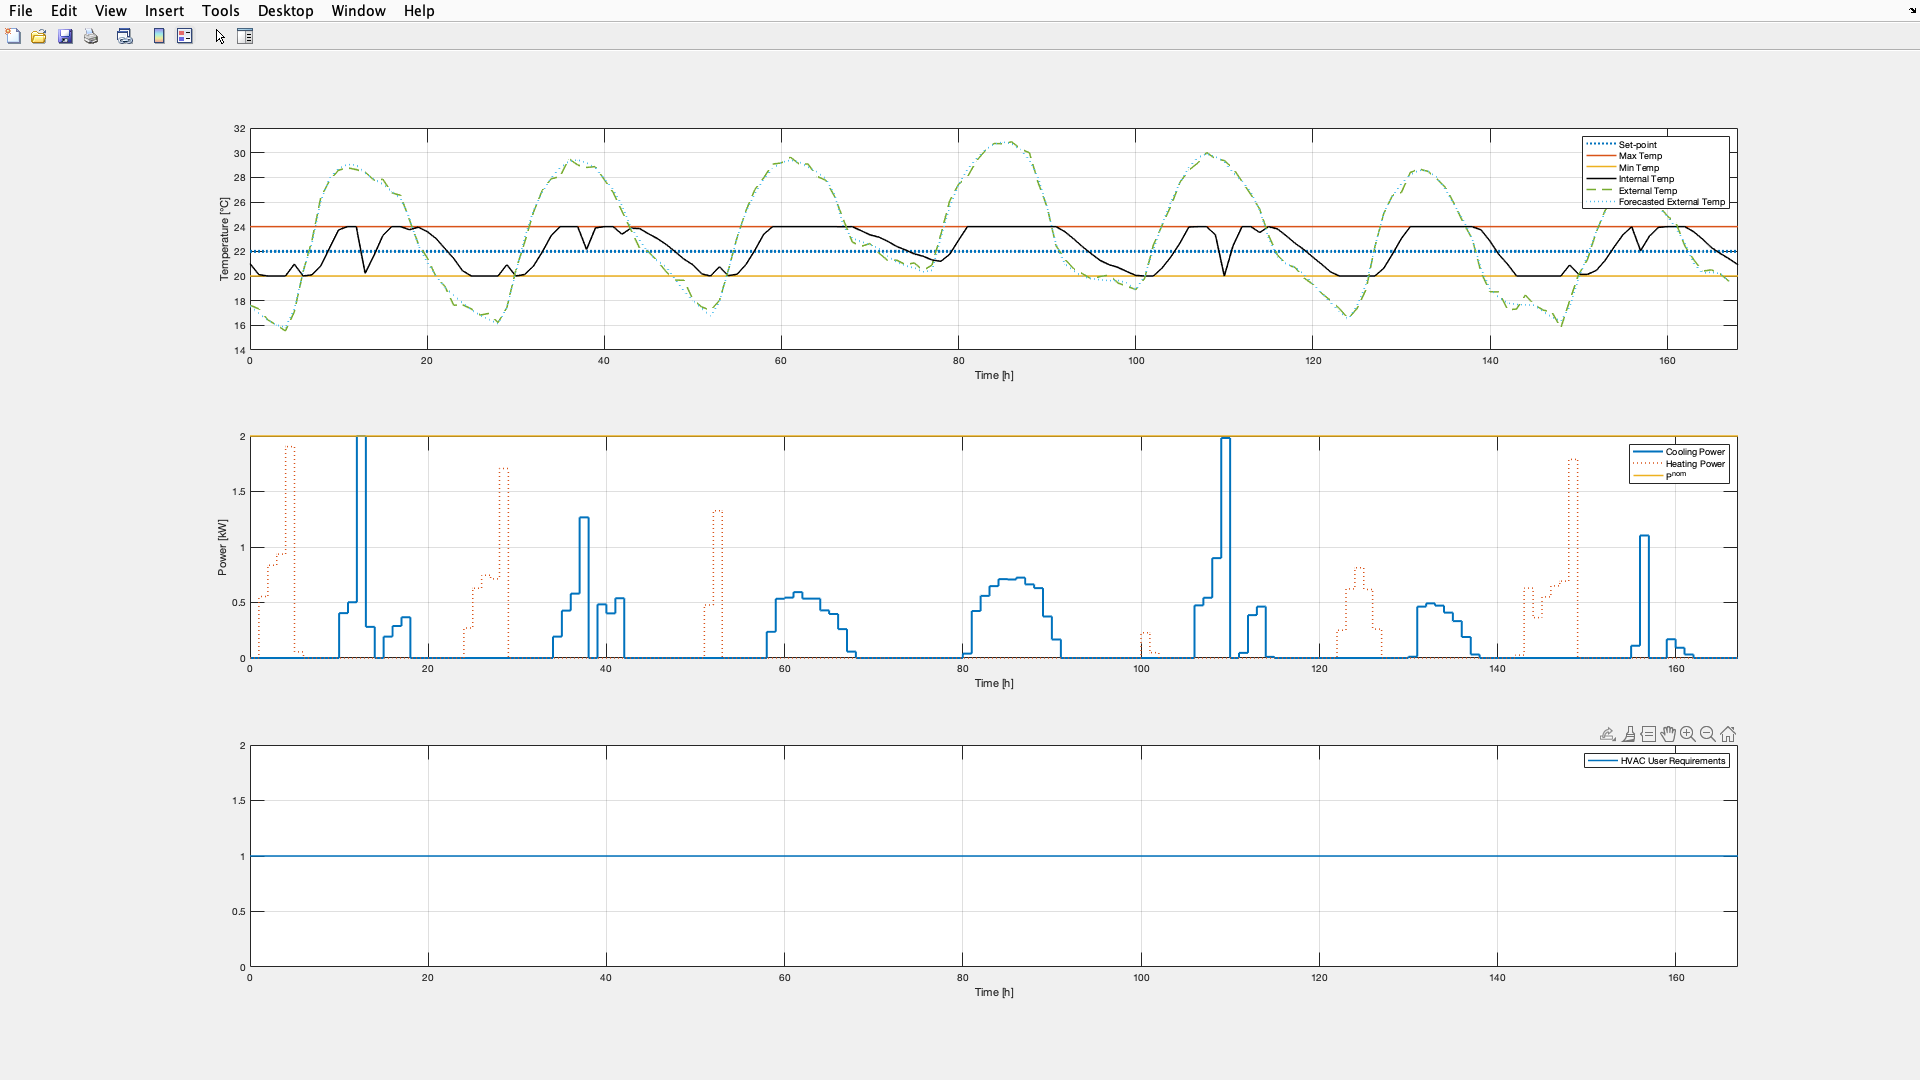 File Edit View Insert Tools Desktop Window Help
32
30
28
26
24
22
20
18
16
14
Temperature [°C]
Set-point
Max Temp
Min Temp
Internal Temp
External Temp
Forecasted External Temp
0 20 40 60 80 100 120 140 160
Time [h]
2
1.5
1
0.5
0
Power [kW]
Cooling Power
Heating Power
P^nom
0 20 40 60 80 100 120 140 160
Time [h]
2
1.5
1
0.5
0
HVAC User Requirements
0 20 40 60 80 100 120 140 160
Time [h]